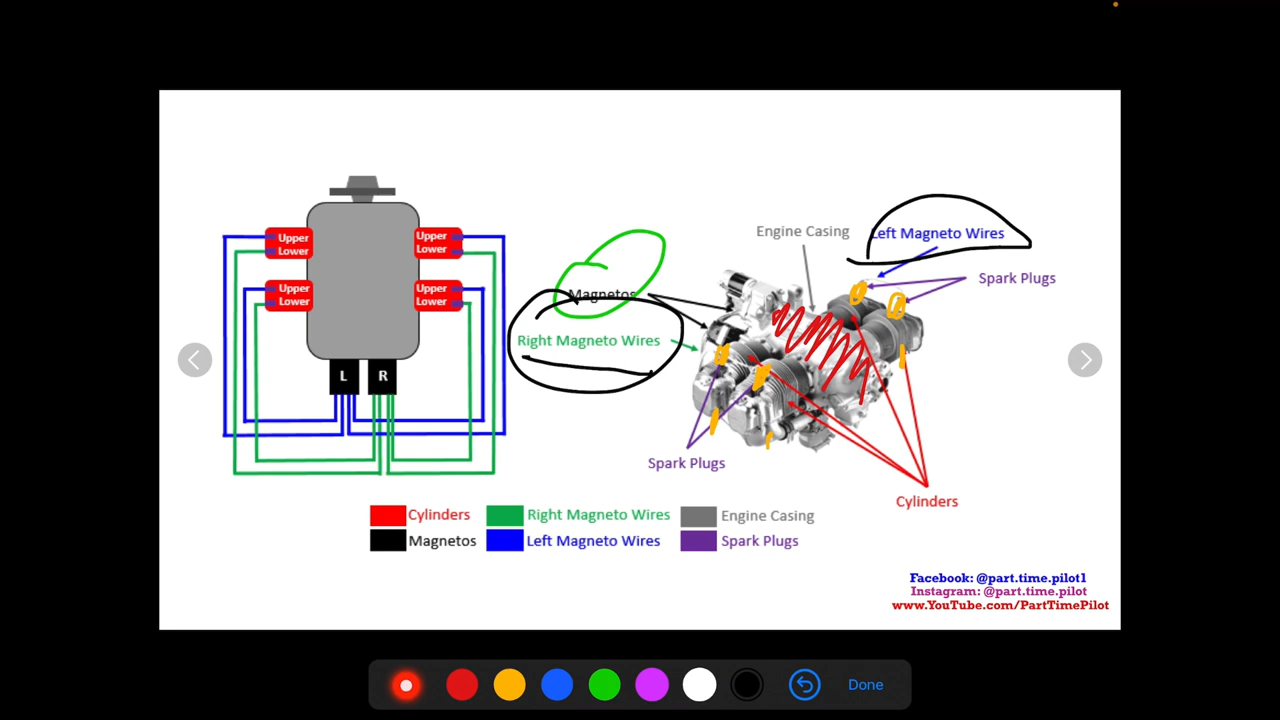 Upper
Lower
Upper
Lower
Upper
Lower
Upper
Lower
L
R
Engine Casing
Left Magneto Wires
Spark Plugs
Magnetos
Right Magneto Wires
Spark Plugs
Cylinders
Cylinders
Right Magneto Wires
Engine Casing
Magnetos
Left Magneto Wires
Spark Plugs
Facebook: @part.time.pilot1
Instagram: @part.time.pilot
www.YouTube.com/PartTimePilot
Done